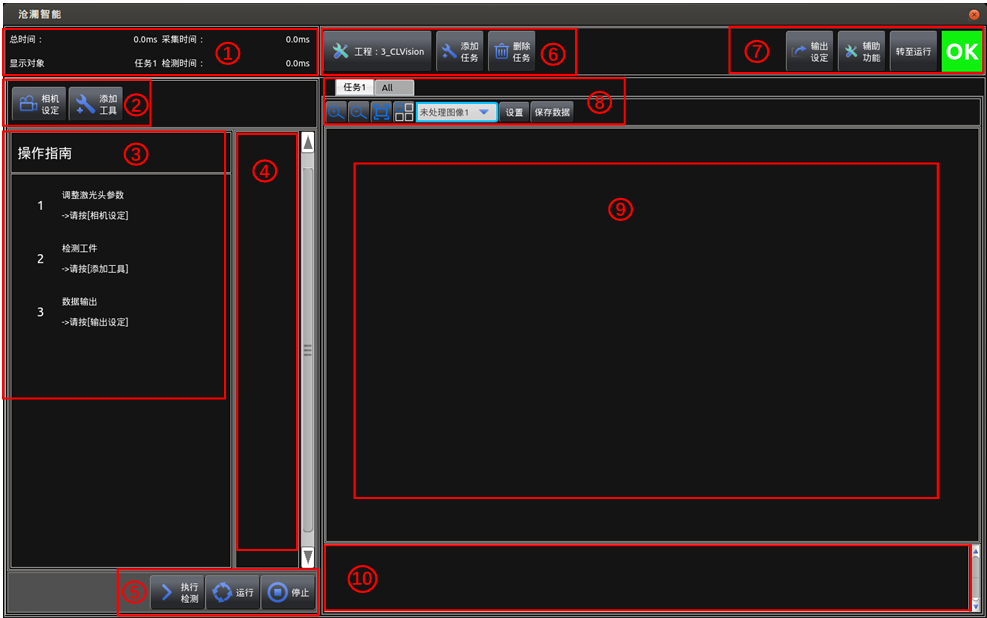 沧澜智能
总时间： 0.0ms 采集时间： 0.0ms
显示对象 任务1 检测时间： 0.0ms
①
工程：3_CLVision
添加
任务
删除
任务
⑥
⑦
输出
设定
辅助
功能
转至运行
OK
相机
设定
添加
工具
②
任务1 All
⑧
未处理图像1 设置 保存数据
操作指南
③
④
1 调整激光头参数
->请按[相机设定]
2 检测工件
->请按[添加工具]
3 数据输出
->请按[输出设定]
⑨
⑤
执行
检测
运行
停止
⑩